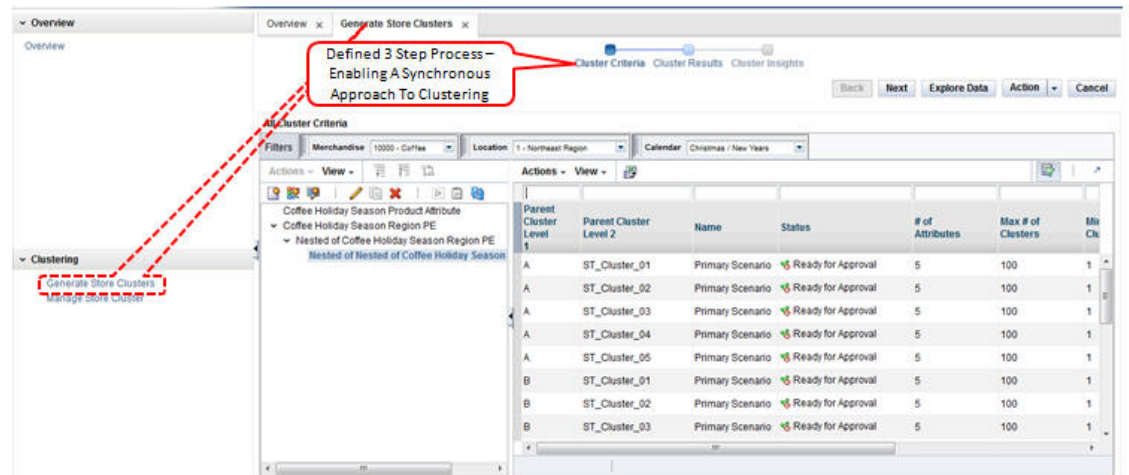 Overview
Overview
Clustering
Generate Store Clusters
Manage Store Cluster
Overview x Generate Store Clusters x
Defined 3 Step Process –
Enabling A Synchronous
Approach To Clustering
Cluster Criteria Cluster Results Cluster Insights
Back Next Explore Data Action Cancel
All Cluster Criteria
Filters Merchandise 10000 - Coffee Location 1 - Northeast Region Calendar Christmas / New Years
Actions View
Coffee Holiday Season Product Attribute
Coffee Holiday Season Region PE
Nested of Coffee Holiday Season Region PE
Nested of Nested of Coffee Holiday Season
Actions View
Parent Cluster Level 1 Parent Cluster Level 2 Name Status # of Attributes Max # of Clusters
A ST_Cluster_01 Primary Scenario Ready for Approval 5 100 1
A ST_Cluster_02 Primary Scenario Ready for Approval 5 100 1
A ST_Cluster_03 Primary Scenario Ready for Approval 5 100 1
A ST_Cluster_04 Primary Scenario Ready for Approval 5 100 1
A ST_Cluster_05 Primary Scenario Ready for Approval 5 100 1
B ST_Cluster_01 Primary Scenario Ready for Approval 5 100 1
B ST_Cluster_02 Primary Scenario Ready for Approval 5 100 1
B ST_Cluster_03 Primary Scenario Ready for Approval 5 100 1